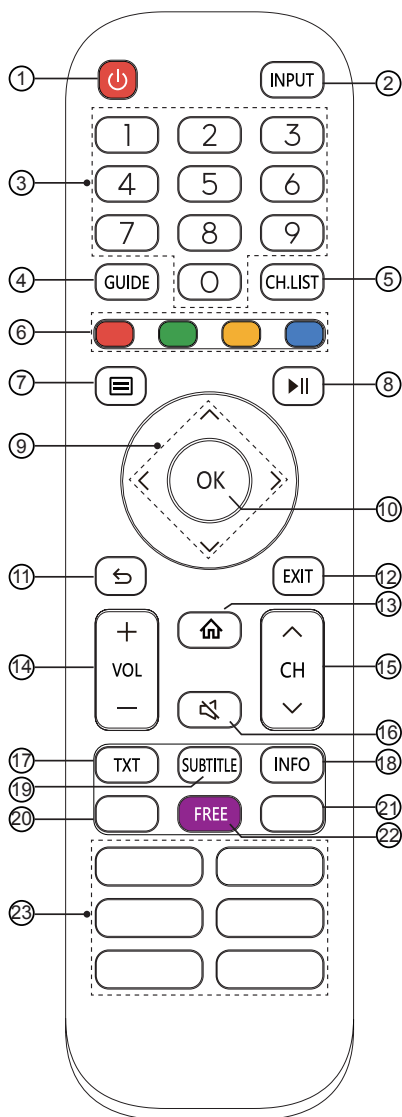 ① INPUT ②
1 2 3
③ 4 5 6
7 8 9
④ GUIDE 0 CH.LIST ⑤
⑥
⑦ ⑧
⑨
OK
⑩
⑪ EXIT ⑫
⑬
⑭ + VOL — CH ⑮
⑯
⑰ TXT SUBTITLE INFO ⑱
⑲
⑳ FREE ㉑
㉒
㉓